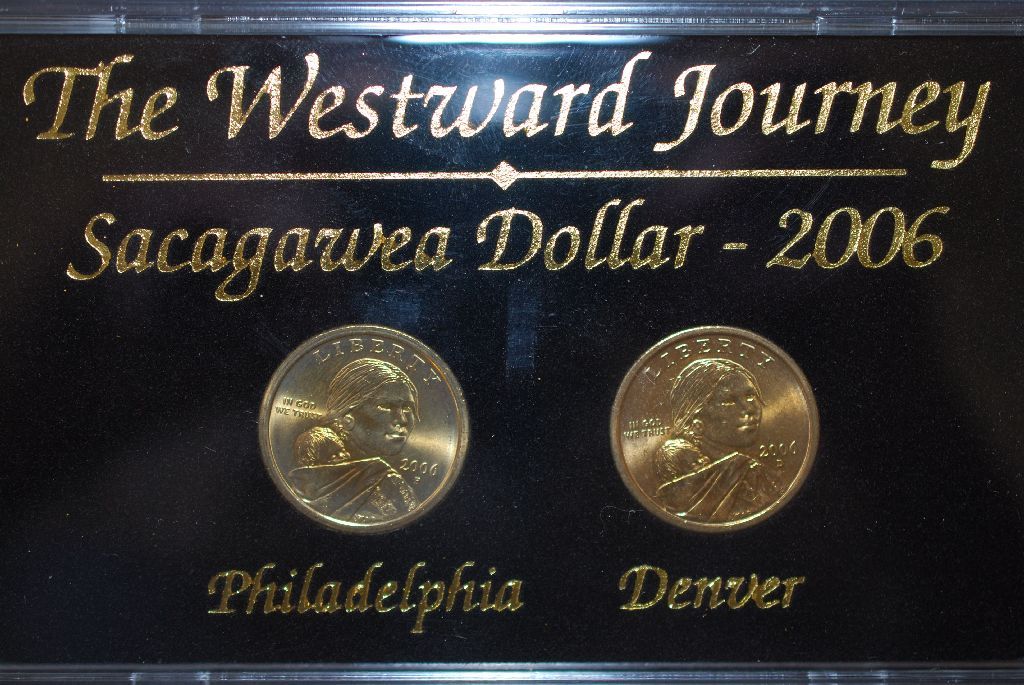 The Westward Journey
Sacagawea Dollar - 2006
LIBERTY
IN GOD
WE TRUST
2006
P
LIBERTY
IN GOD
WE TRUST
2006
D
Philadelphia
Denver